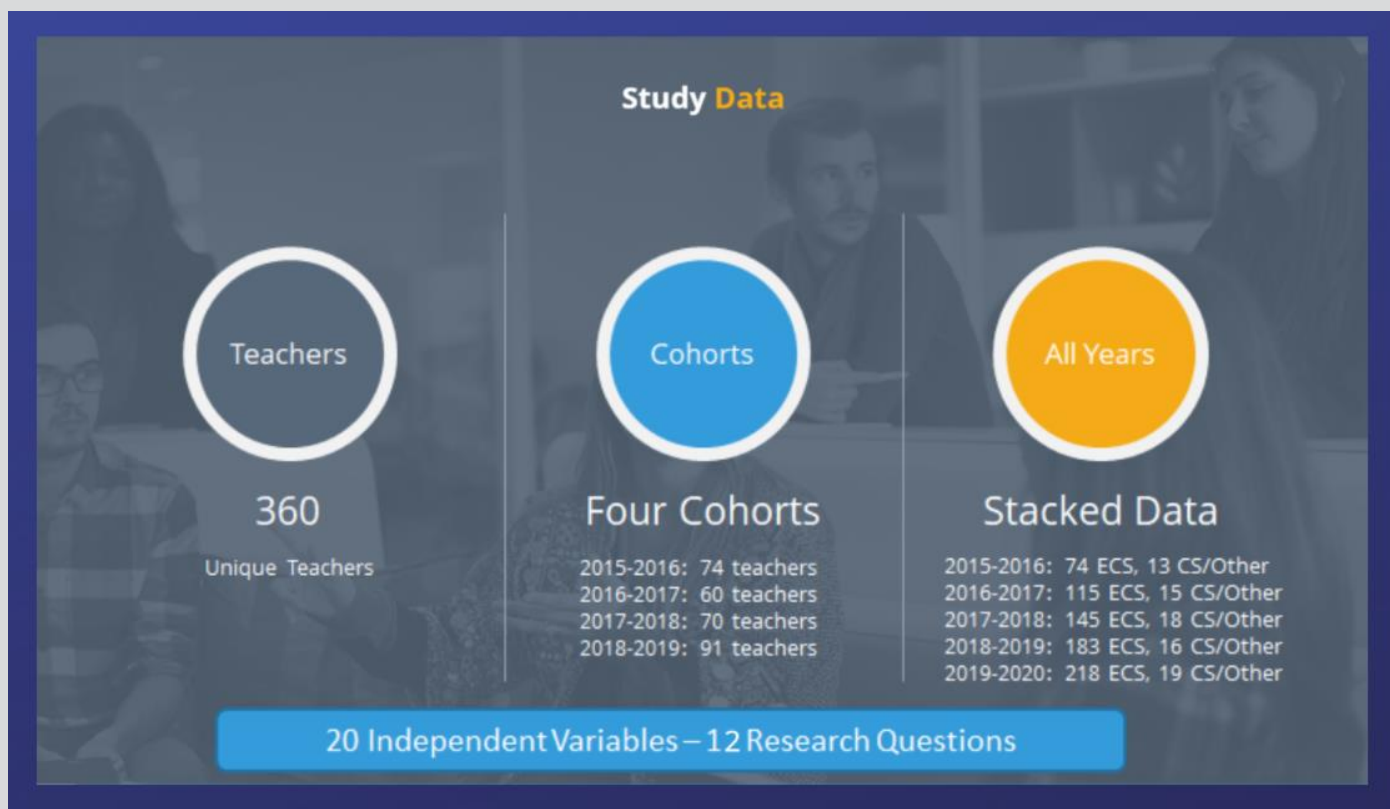 Study Data
Teachers
360
Unique Teachers
Cohorts
Four Cohorts
2015-2016: 74 teachers
2016-2017: 60 teachers
2017-2018: 70 teachers
2018-2019: 91 teachers
All Years
Stacked Data
2015-2016: 74 ECS, 13 CS/Other
2016-2017: 115 ECS, 15 CS/Other
2017-2018: 145 ECS, 18 CS/Other
2018-2019: 183 ECS, 16 CS/Other
2019-2020: 218 ECS, 19 CS/Other
20 Independent Variables – 12 Research Questions